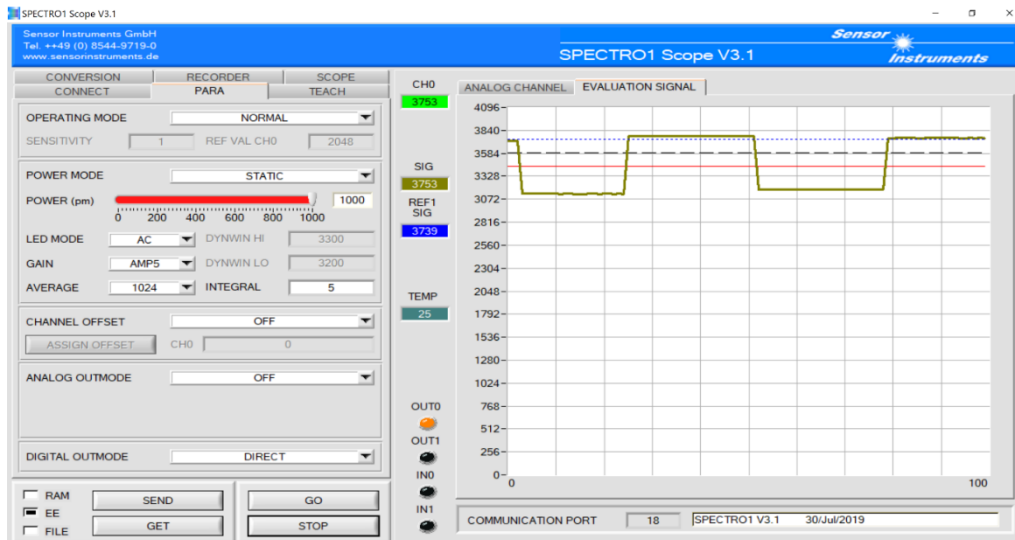 SPECTRO1 Scope V3.1
Sensor Instruments GmbH
Tel. ++49 (0) 8544-9719-0
www.sensorinstruments.de
SPECTRO1 Scope V3.1
Sensor
Instruments
CONVERSION RECORDER SCOPE
CONNECT PARA TEACH
OPERATING MODE NORMAL
SENSITIVITY 1 REF VAL CH0 2048
POWER MODE STATIC
POWER (pm) 1000
0 200 400 600 800 1000
LED MODE AC DYNWIN HI 3300
GAIN AMP5 DYNWIN LO 3200
AVERAGE 1024 INTEGRAL 5
CHANNEL OFFSET OFF
ASSIGN OFFSET CH0 0
ANALOG OUTMODE OFF
DIGITAL OUTMODE DIRECT
RAM
EE
FILE
SEND GO
GET STOP
CH0
3753
SIG
3753
REF1
SIG
3739
TEMP
25
OUT0
OUT1
IN0
IN1
ANALOG CHANNEL EVALUATION SIGNAL
4096
3840
3584
3328
3072
2816
2560
2304
2048
1792
1536
1280
1024
768
512
256
0
0 100
COMMUNICATION PORT 18 SPECTRO1 V3.1 30/Jul/2019